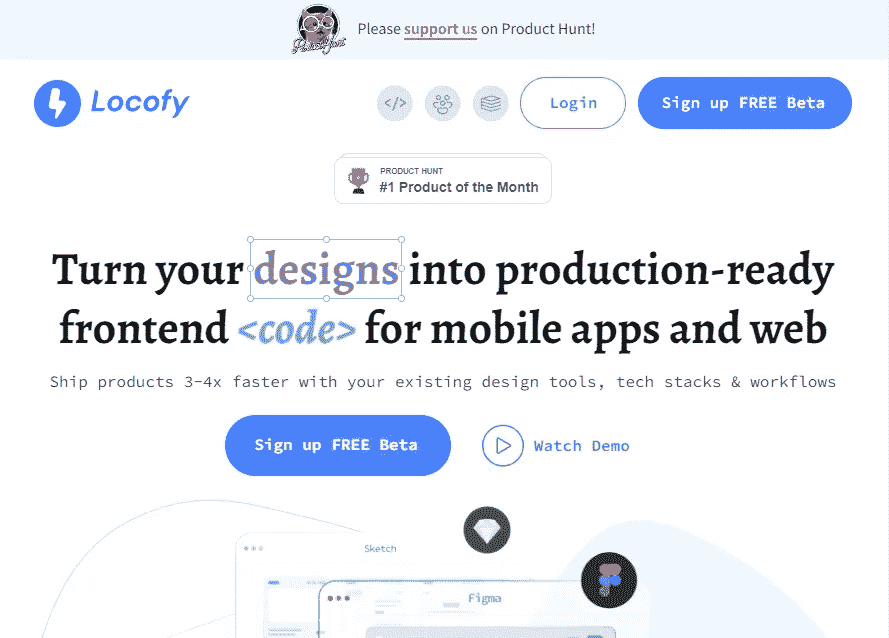 Please support us on Product Hunt!
Locofy
</>
Login
Sign up FREE Beta
PRODUCT HUNT
#1 Product of the Month
Turn your designs into production-ready
frontend <code> for mobile apps and web
Ship products 3-4x faster with your existing design tools, tech stacks & workflows
Sign up FREE Beta
Watch Demo
Sketch
Figma